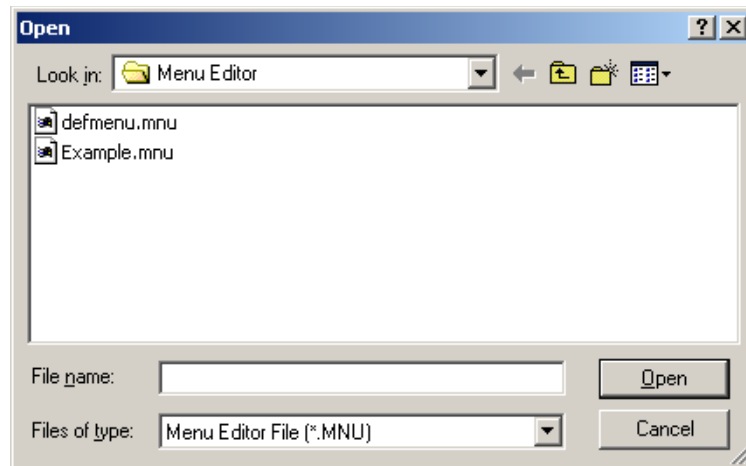 Open
Look in: Menu Editor
defmenu.mnu
Example.mnu
File name:
Open
Files of type: Menu Editor File (*.MNU)
Cancel